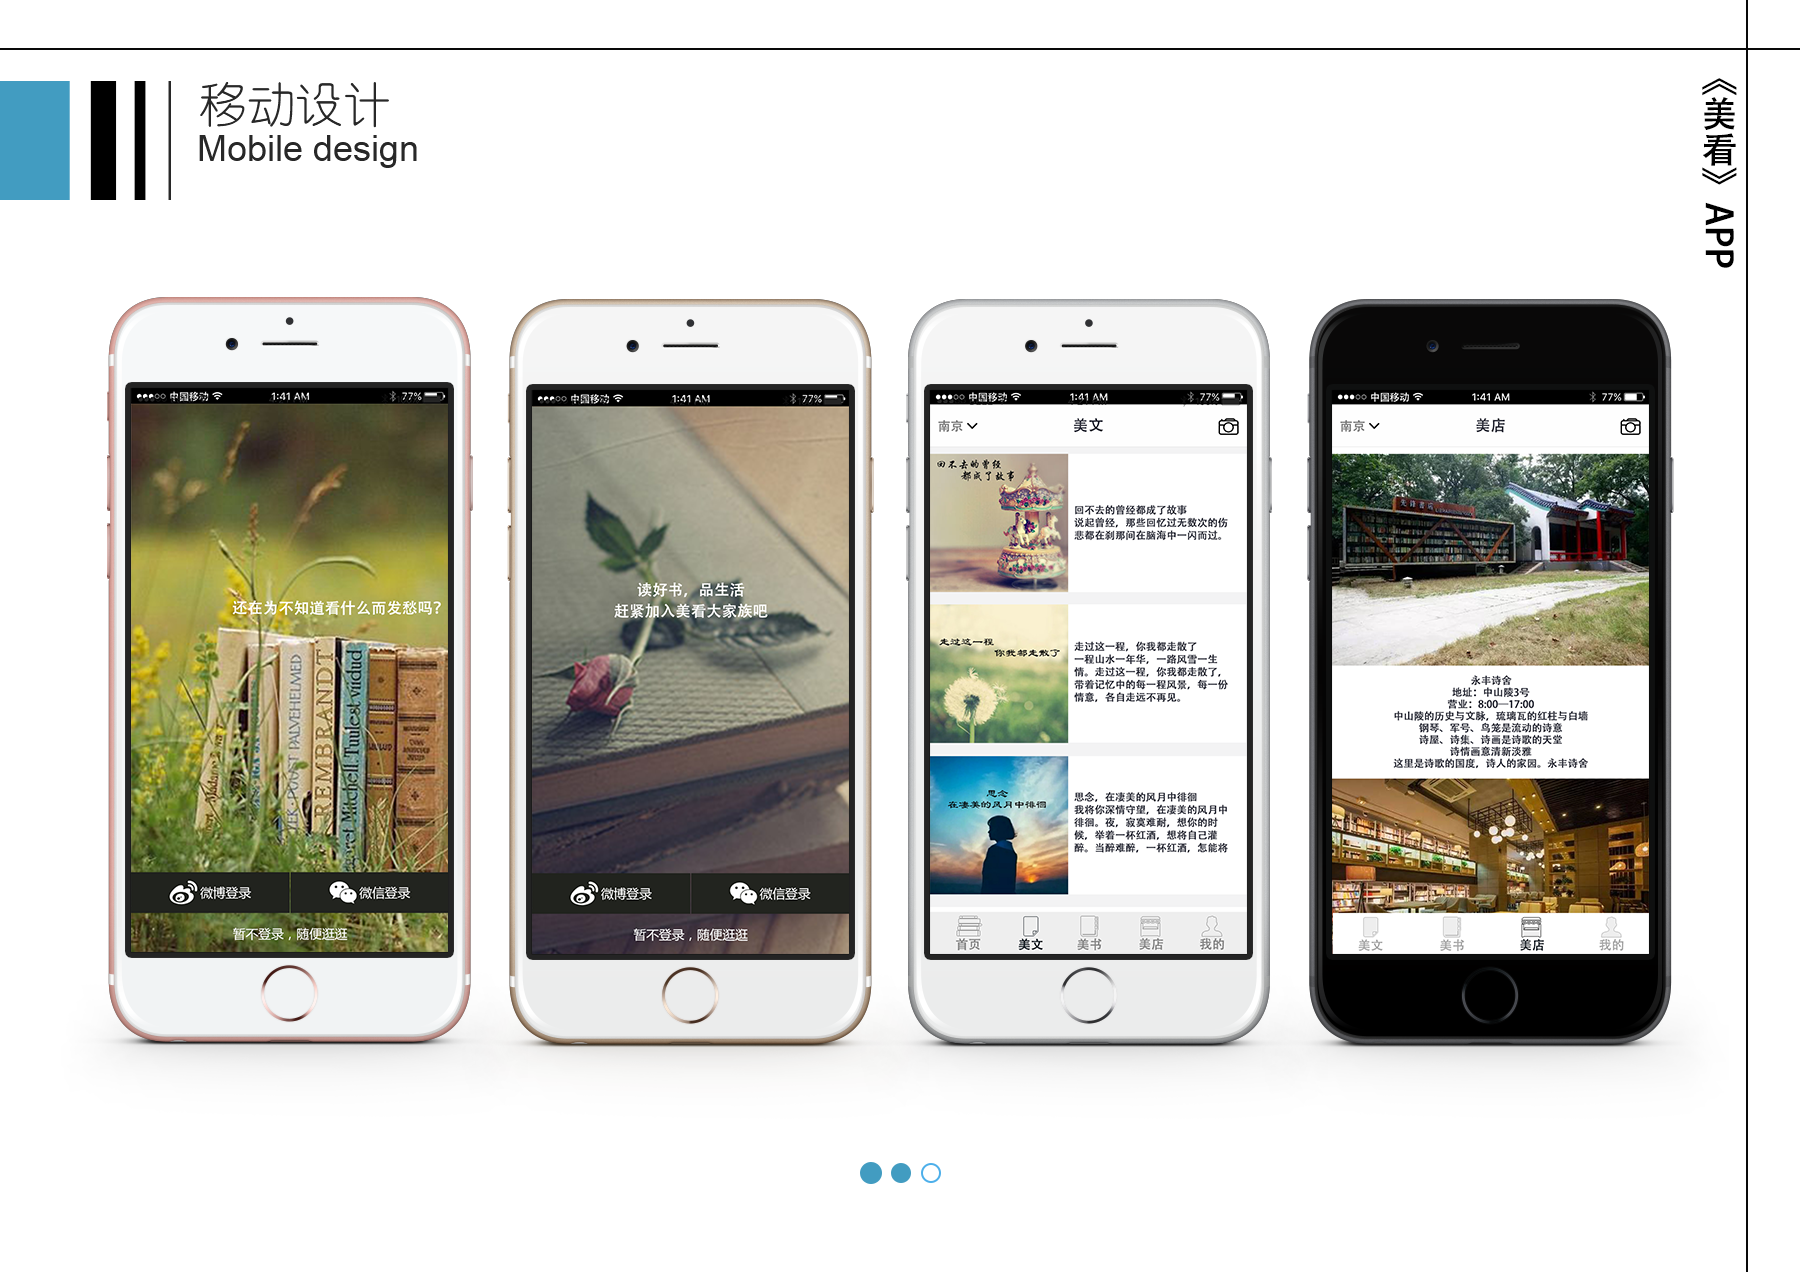 移动设计
Mobile design
《美看》 APP
中国移动 1:41 AM 77%
还在为不知道看什么而发愁吗?
REMBRANDT
微博登录 微信登录
暂不登录，随便逛逛
中国移动 1:41 AM 77%
读好书，品生活
赶紧加入美看大家族吧
微博登录 微信登录
暂不登录，随便逛逛
中国移动 1:41 AM 77%
南京 美文
回不去的曾经
都成了故事
回不去的曾经都成了故事
说起曾经，那些回忆过无数次的伤
悲都在刹那间在脑海中一闪而过。
走过这一程
你我都走散了
走过这一程，你我都走散了
一程山水一年华，一路风雪一生
情。走过这一程，你我都走散了，
带着记忆中的每一程风景，每一份
情意，各自走远不再见。
思念
在凄美的风月中徘徊
思念，在凄美的风月中徘徊
我将你深情守望，在凄美的风月中
徘徊。夜，寂寞难耐，想你的时
候，举着一杯红酒，想将自己灌
醉。当醉难醉，一杯红酒，怎能将
首页 美文 美书 美店 我的
中国移动 1:41 AM 77%
南京 美店
先锋书店
永丰诗舍
地址：中山陵3号
营业：8:00—17:00
中山陵的历史与文脉，琉璃瓦的红柱与白墙
钢琴、军号、鸟笼是流动的诗意
诗屋、诗集、诗画是诗歌的天堂
诗情画意清新淡雅
这里是诗歌的国度，诗人的家园。永丰诗舍
美文 美书 美店 我的